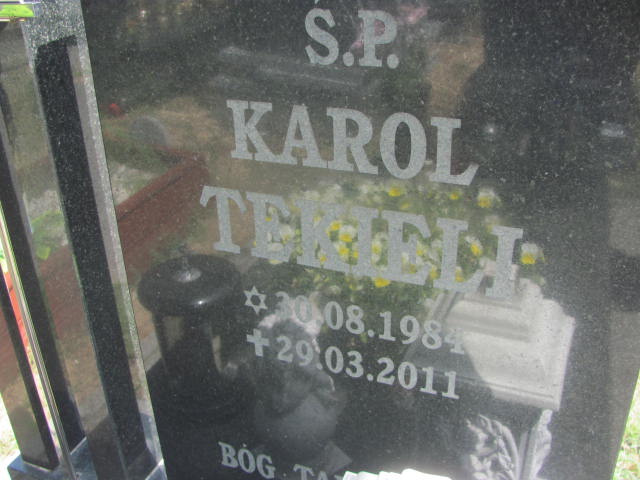 Ś.P.
KAROL
TEKIELI
✡ 30.08.1984
✝ 29.03.2011
BÓG